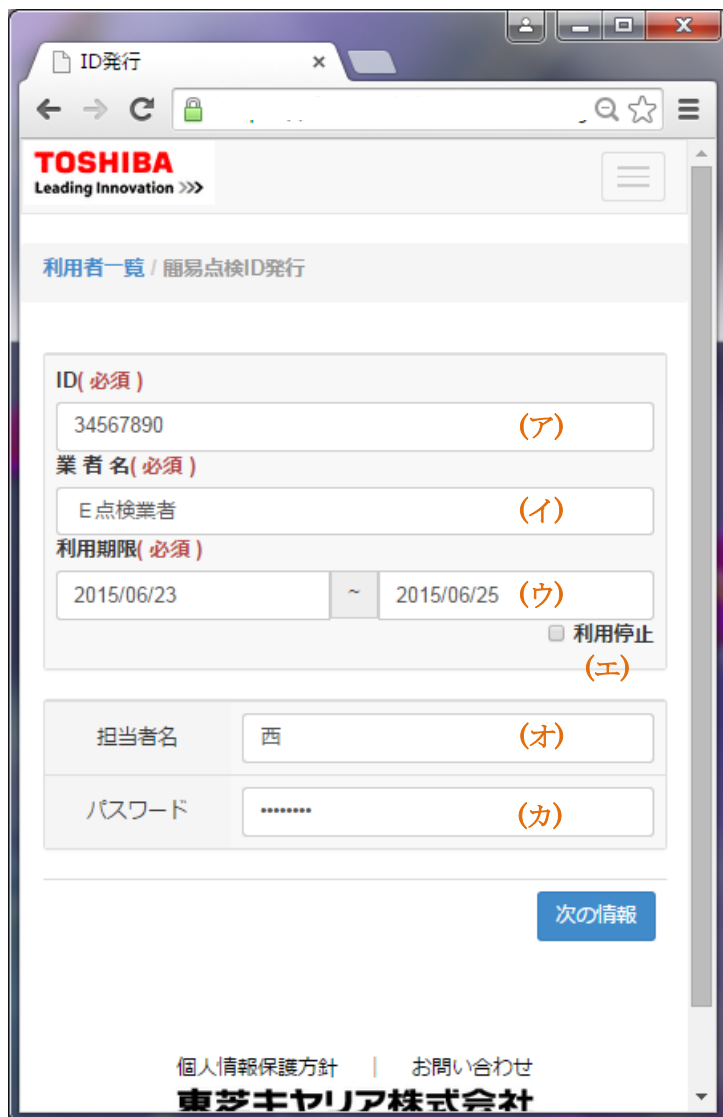 ID発行
TOSHIBA
Leading Innovation >>>
利用者一覧 / 簡易点検ID発行
ID( 必須 )
34567890 (ア)
業 者 名( 必須 )
Ｅ点検業者 (イ)
利用期限( 必須 )
2015/06/23 ~ 2015/06/25 (ウ)
利用停止
(エ)
担当者名 西 (オ)
パスワード •••••••• (カ)
次の情報
個人情報保護方針 | お問い合わせ
東芝キヤリア株式会社